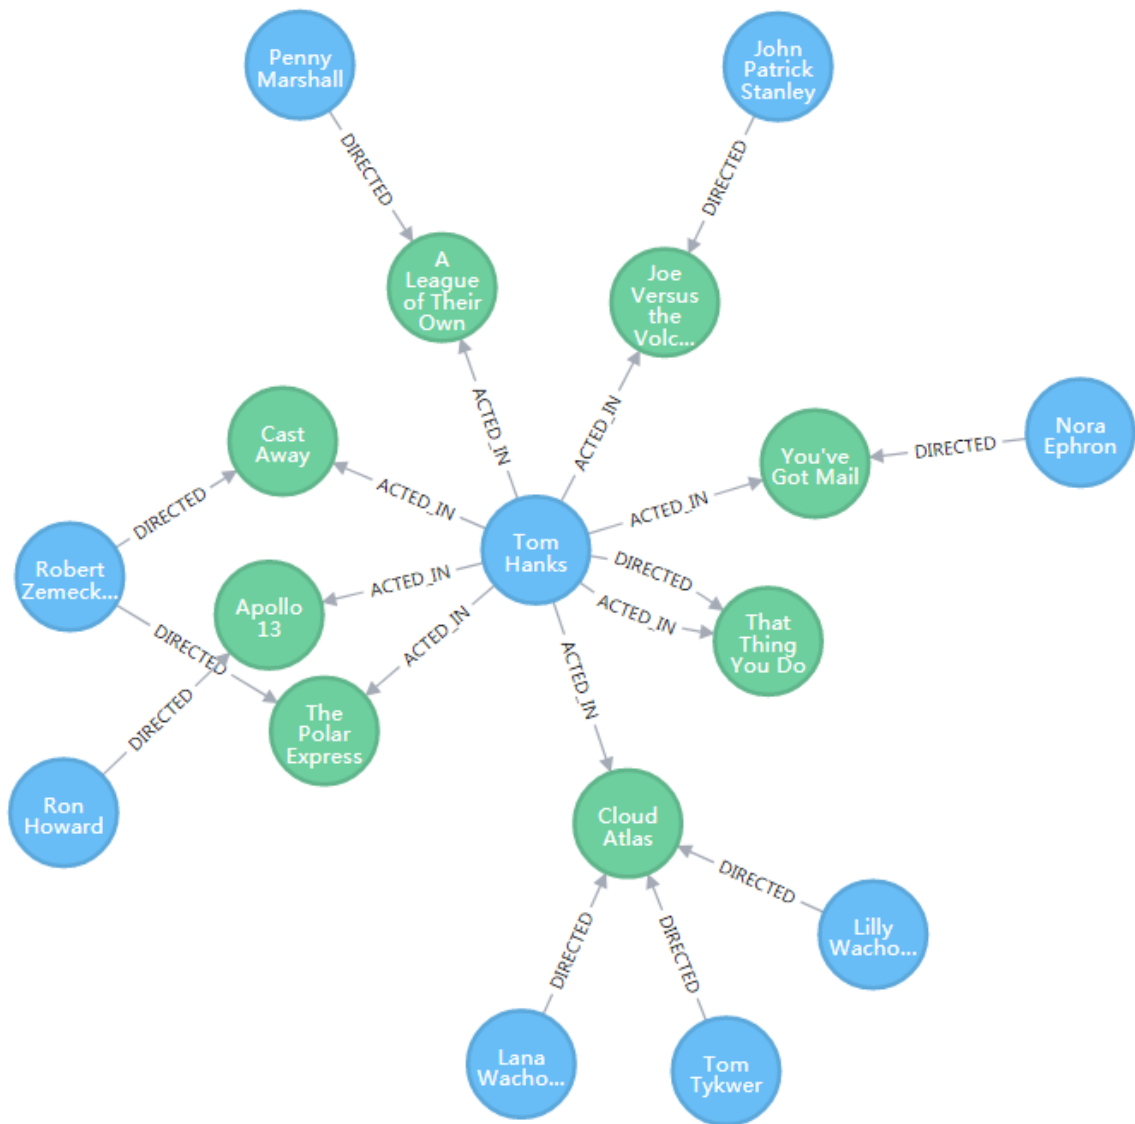 Penny
Marshall
John
Patrick
Stanley
DIRECTED
DIRECTED
A
League
of Their
Own
Joe
Versus
the
Volc...
ACTED_IN
ACTED_IN
Cast
Away
You've
Got Mail
DIRECTED
Nora
Ephron
ACTED_IN
ACTED_IN
DIRECTED
Tom
Hanks
Robert
Zemeck...
Apollo
13
ACTED_IN
DIRECTED
ACTED_IN
That
Thing
You Do
DIRECTED
ACTED_IN
ACTED_IN
DIRECTED
The
Polar
Express
Ron
Howard
Cloud
Atlas
DIRECTED
Lilly
Wacho...
DIRECTED
DIRECTED
Lana
Wacho...
Tom
Tykwer